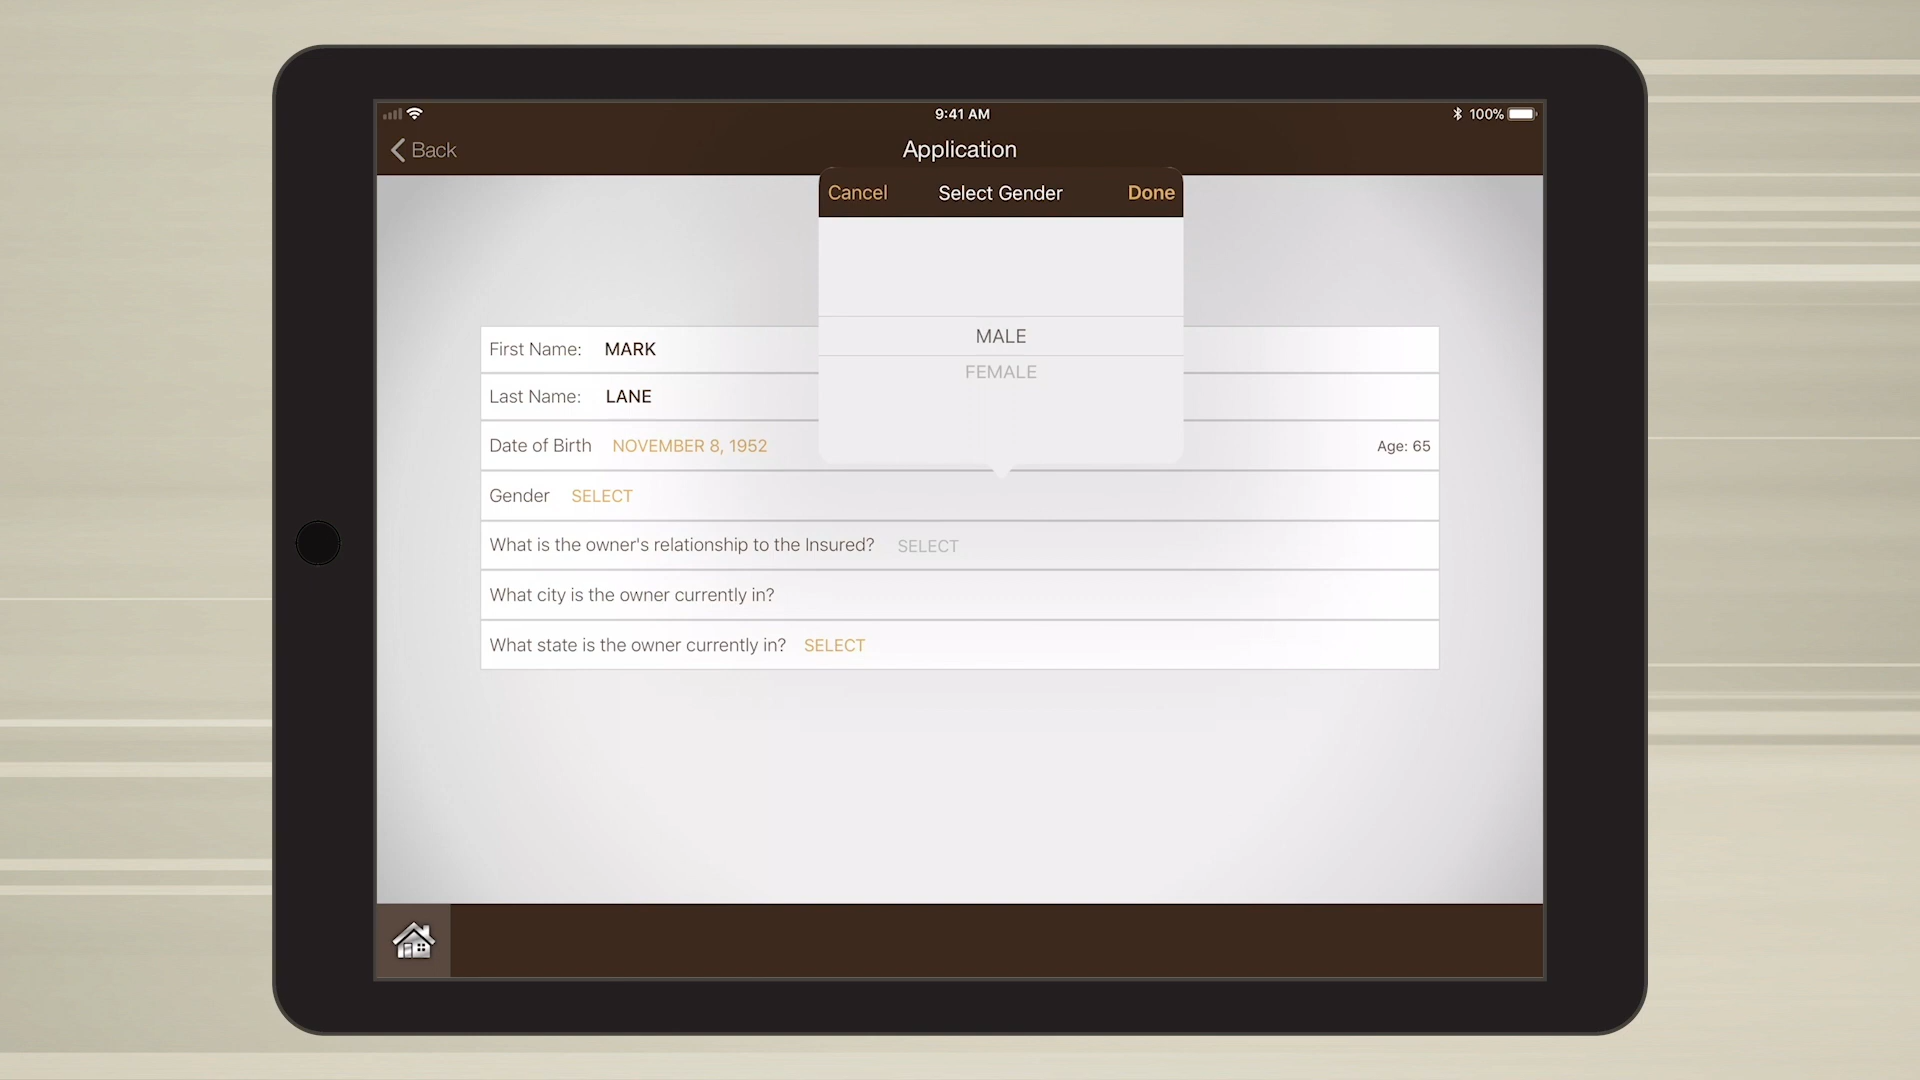 9:41 AM
100%
Back
Application
Cancel
Select Gender
Done
MALE
FEMALE
First Name: MARK
Last Name: LANE
Date of Birth NOVEMBER 8, 1952
Age: 65
Gender SELECT
What is the owner's relationship to the Insured? SELECT
What city is the owner currently in?
What state is the owner currently in? SELECT